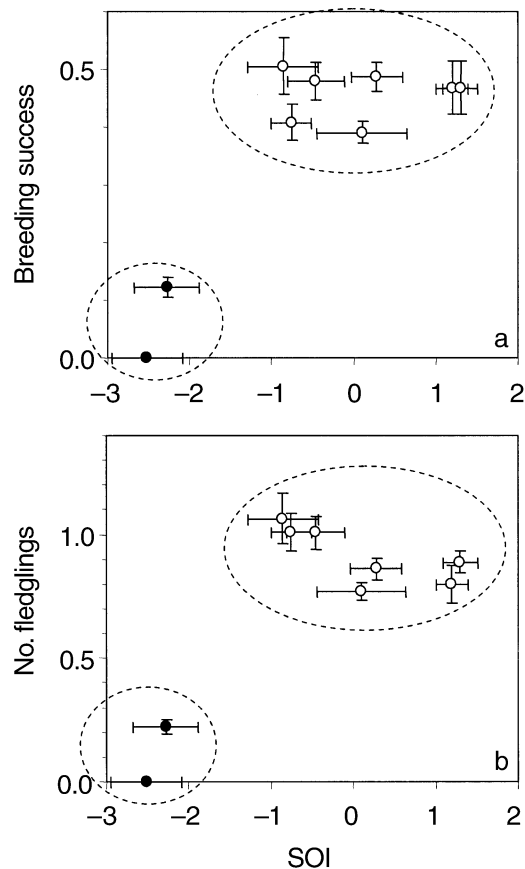 Breeding success
0.5
0.0
a
–3 –2 –1 0 1 2
No. fledglings
1.0
0.5
0.0
b
–3 –2 –1 0 1 2
SOI